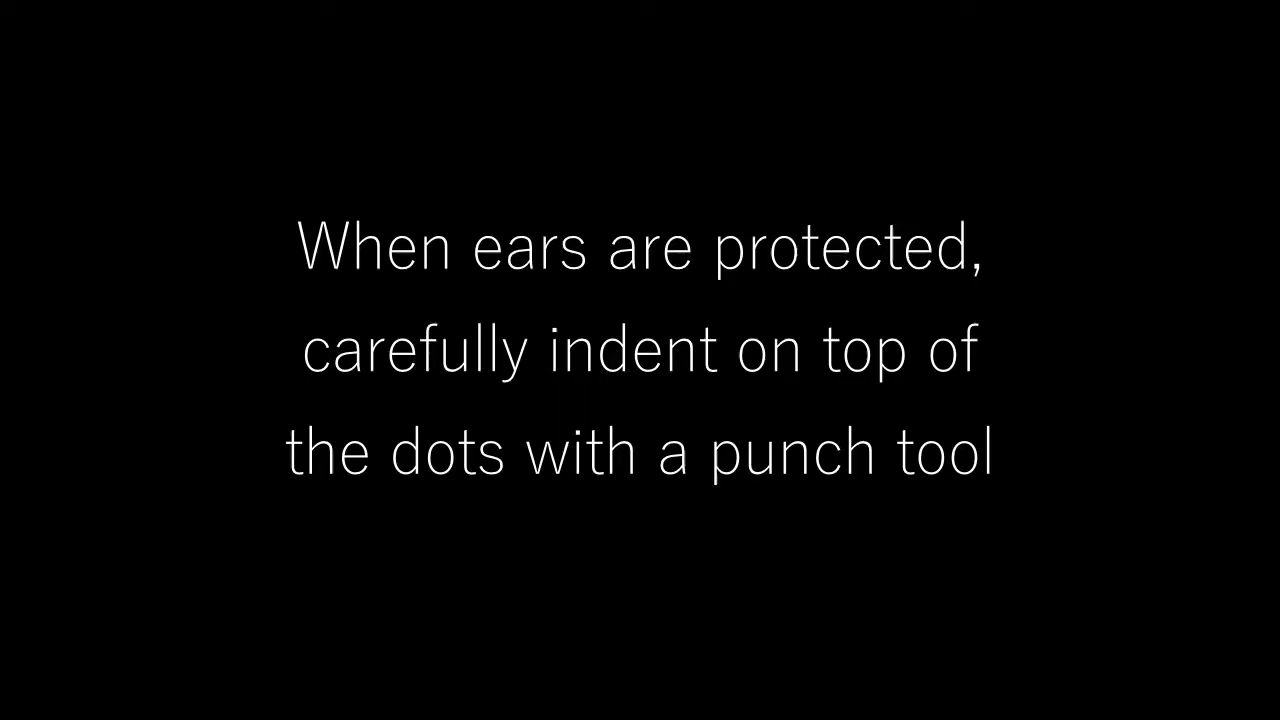 When ears are protected,
carefully indent on top of
the dots with a punch tool